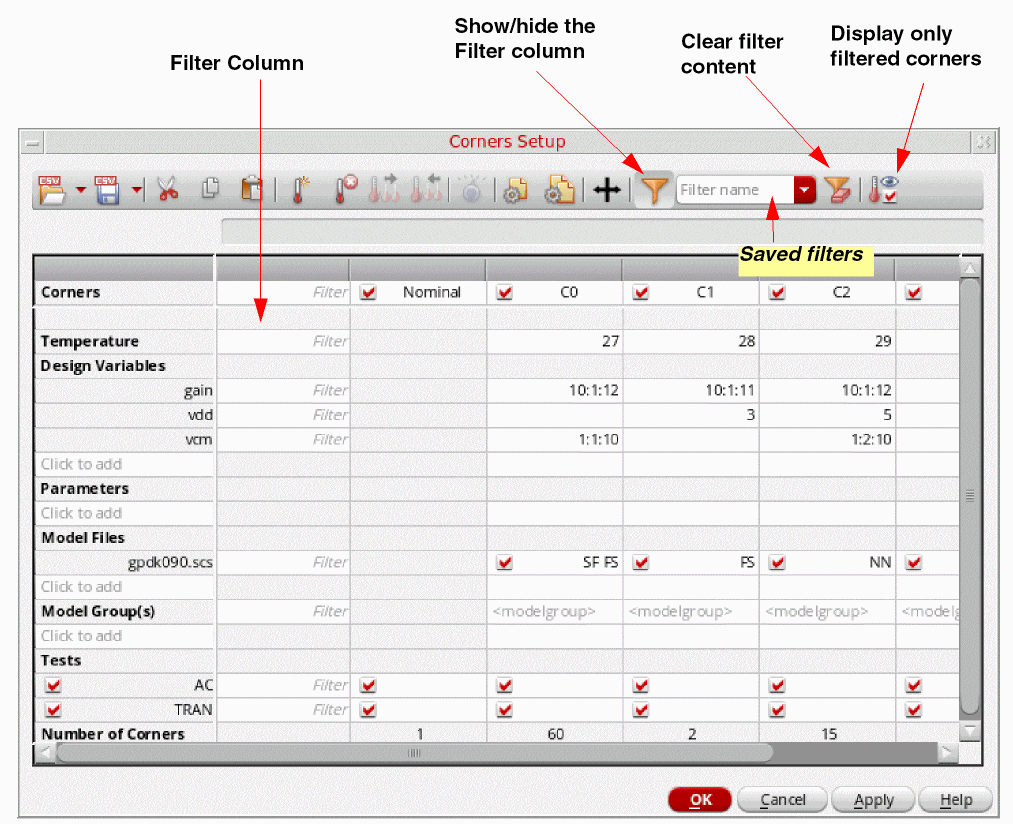 Show/hide the
Filter column
Display only
filtered corners
Clear filter
content
Filter Column
Corners Setup
CSV CSV Filter name
Saved filters
Corners Filter Nominal C0 C1 C2
Temperature Filter 27 28 29
Design Variables
gain Filter 10:1:12 10:1:11 10:1:12
vdd Filter 3 5
vcm Filter 1:1:10 1:2:10
Click to add
Parameters
Click to add
Model Files
gpdk090.scs Filter SF FS FS NN
Click to add
Model Group(s) Filter <modelgroup> <modelgroup> <modelgroup> <modelg
Click to add
Tests
AC Filter
TRAN Filter
Number of Corners 1 60 2 15
OK Cancel Apply Help